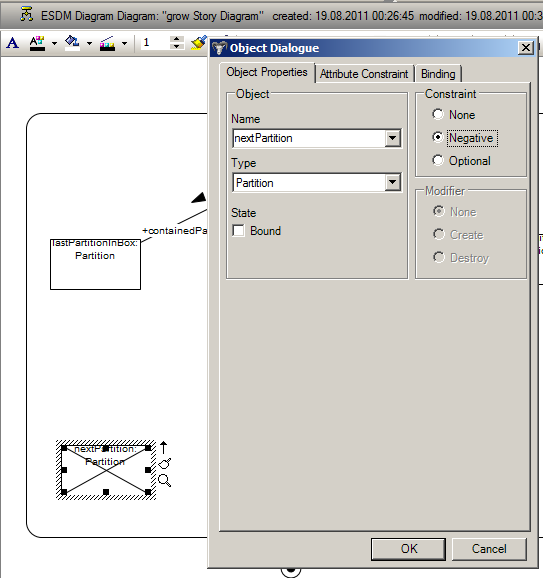 ESDM Diagram Diagram: "grow Story Diagram"  created: 19.08.2011 00:26:45  modified: 19.08.2011 00:3
A A 1
Object Dialogue
Object Properties Attribute Constraint Binding
Object
Name
nextPartition
Type
Partition
State
Bound
Constraint
None
Negative
Optional
Modifier
None
Create
Destroy
+containedPa
lastPartitionInBox:
Partition
nextPartition:
Partition
OK Cancel